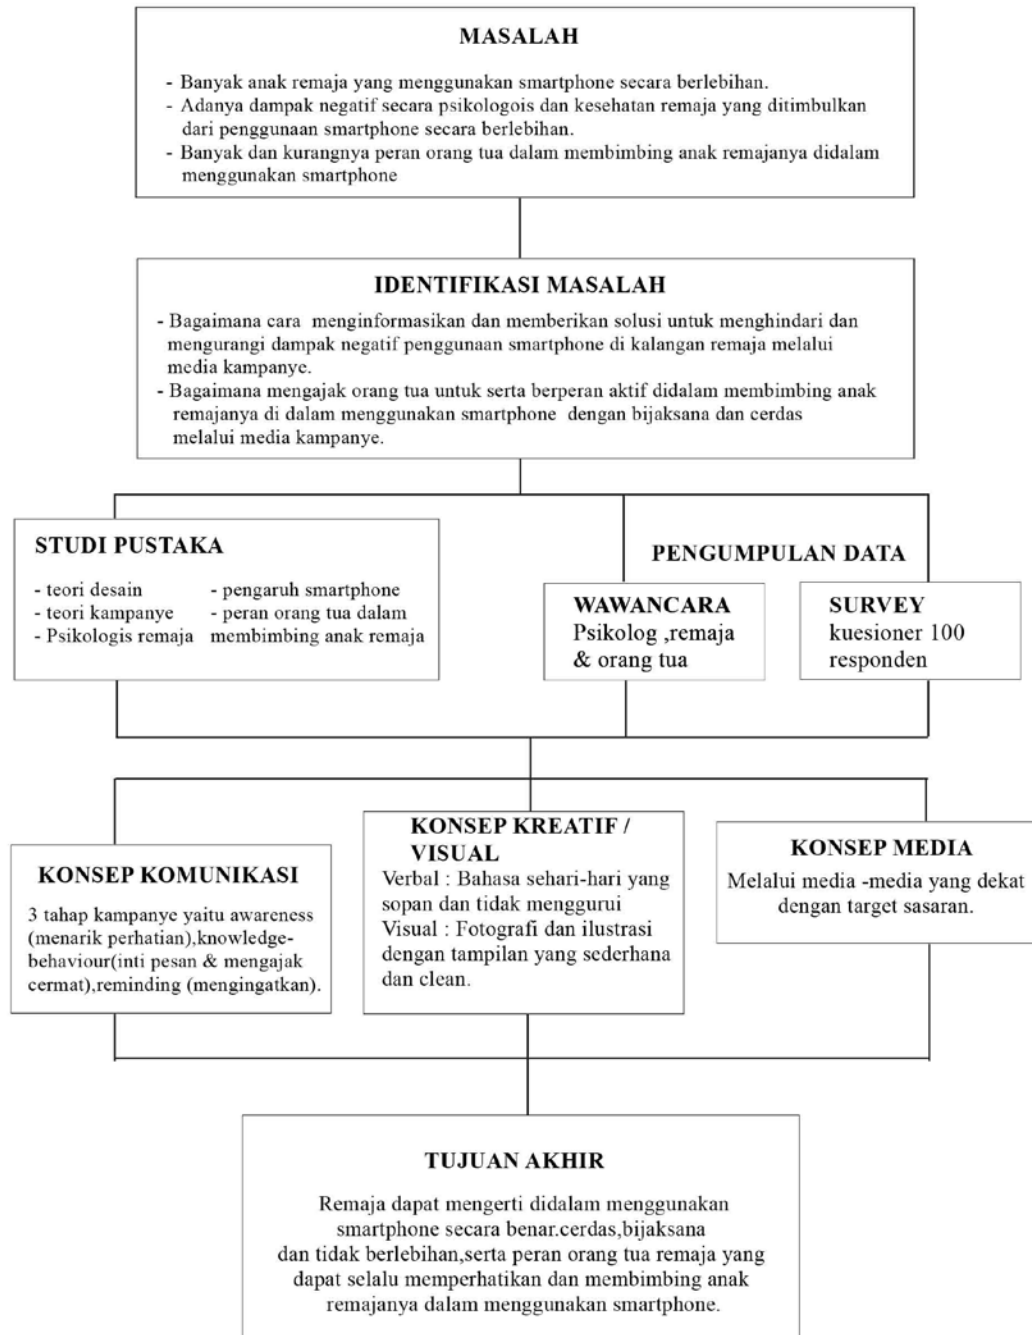 MASALAH
- Banyak anak remaja yang menggunakan smartphone secara berlebihan.
- Adanya dampak negatif secara psikologois dan kesehatan remaja yang ditimbulkan
dari penggunaan smartphone secara berlebihan.
- Banyak dan kurangnya peran orang tua dalam membimbing anak remajanya didalam
menggunakan smartphone
IDENTIFIKASI MASALAH
- Bagaimana cara menginformasikan dan memberikan solusi untuk menghindari dan
mengurangi dampak negatif penggunaan smartphone di kalangan remaja melalui
media kampanye.
- Bagaimana mengajak orang tua untuk serta berperan aktif didalam membimbing anak
remajanya di dalam menggunakan smartphone dengan bijaksana dan cerdas
melalui media kampanye.
STUDI PUSTAKA
- teori desain
- teori kampanye
- Psikologis remaja
- pengaruh smartphone
- peran orang tua dalam
membimbing anak remaja
PENGUMPULAN DATA
WAWANCARA
Psikolog ,remaja
& orang tua
SURVEY
kuesioner 100
responden
KONSEP KOMUNIKASI
3 tahap kampanye yaitu awareness
(menarik perhatian),knowledge-
behaviour(inti pesan & mengajak
cermat),reminding (mengingatkan).
KONSEP KREATIF /
VISUAL
Verbal : Bahasa sehari-hari yang
sopan dan tidak menggurui
Visual : Fotografi dan ilustrasi
dengan tampilan yang sederhana
dan clean.
KONSEP MEDIA
Melalui media -media yang dekat
dengan target sasaran.
TUJUAN AKHIR
Remaja dapat mengerti didalam menggunakan
smartphone secara benar.cerdas,bijaksana
dan tidak berlebihan,serta peran orang tua remaja yang
dapat selalu memperhatikan dan membimbing anak
remajanya dalam menggunakan smartphone.